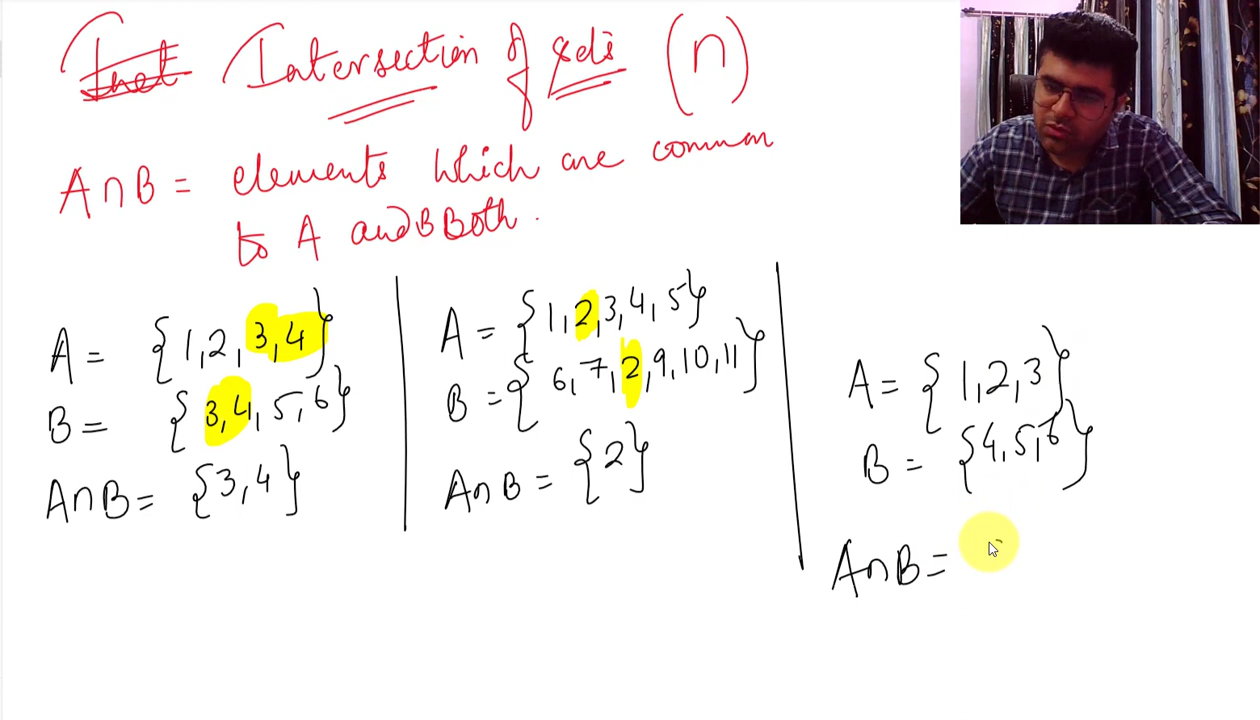 Intersection of sets (n)
A∩B = elements which are common
to A and B Both.
A = {1,2,3,4}
B = {3,4,5,6}
A∩B = {3,4}
A = {1,2,3,4,5}
B = {6,7,2,9,10,11}
A∩B = {2}
A = {1,2,3}
B = {4,5,6}
A∩B =